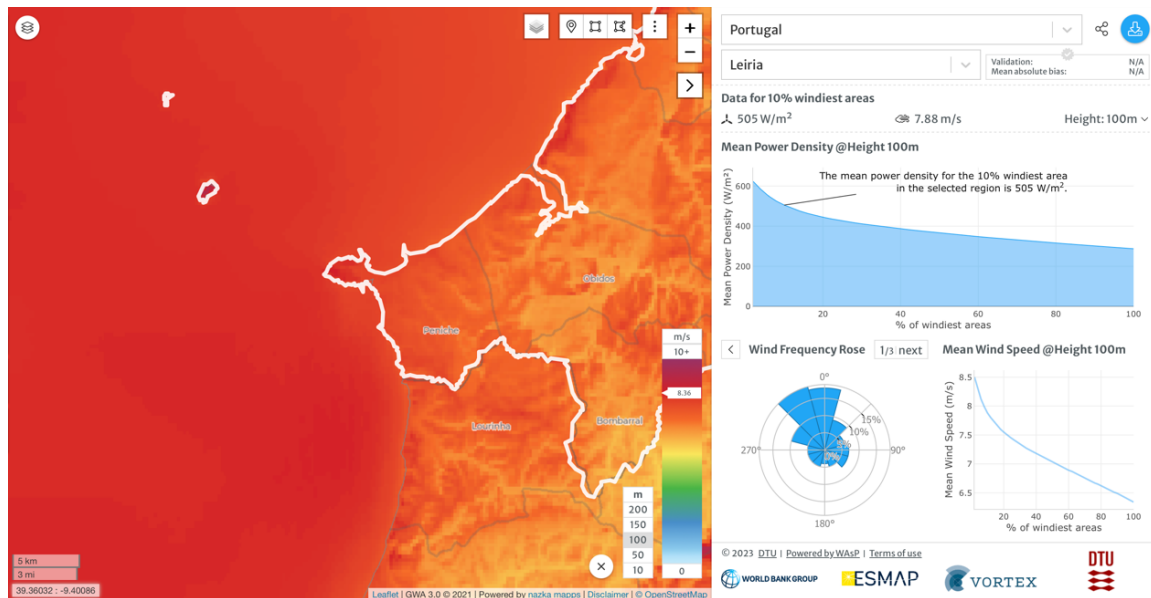 +
−
Óbidos
Peniche
Lourinhã
Bombarral
m/s
10+
8.36
0
m
200
150
100
50
10
5 km
3 mi
39.36032 : -9.40086
Leaflet | GWA 3.0 © 2021 | Powered by nazka mapps | Disclaimer | © OpenStreetMap
Portugal
Leiria
Validation: N/A
Mean absolute bias: N/A
Data for 10% windiest areas
505 W/m² 7.88 m/s Height: 100m
Mean Power Density @Height 100m
The mean power density for the 10% windiest area
in the selected region is 505 W/m².
Mean Power Density (W/m²)
600
400
200
0
20 40 60 80 100
% of windiest areas
Wind Frequency Rose 1/3 next
0°
15%
10%
0%
270° 90°
180°
Mean Wind Speed @Height 100m
Mean Wind Speed (m/s)
8.5
8
7.5
7
6.5
20 40 60 80 100
% of windiest areas
© 2023 DTU | Powered by WAsP | Terms of use
WORLD BANK GROUP
ESMAP
VORTEX
DTU